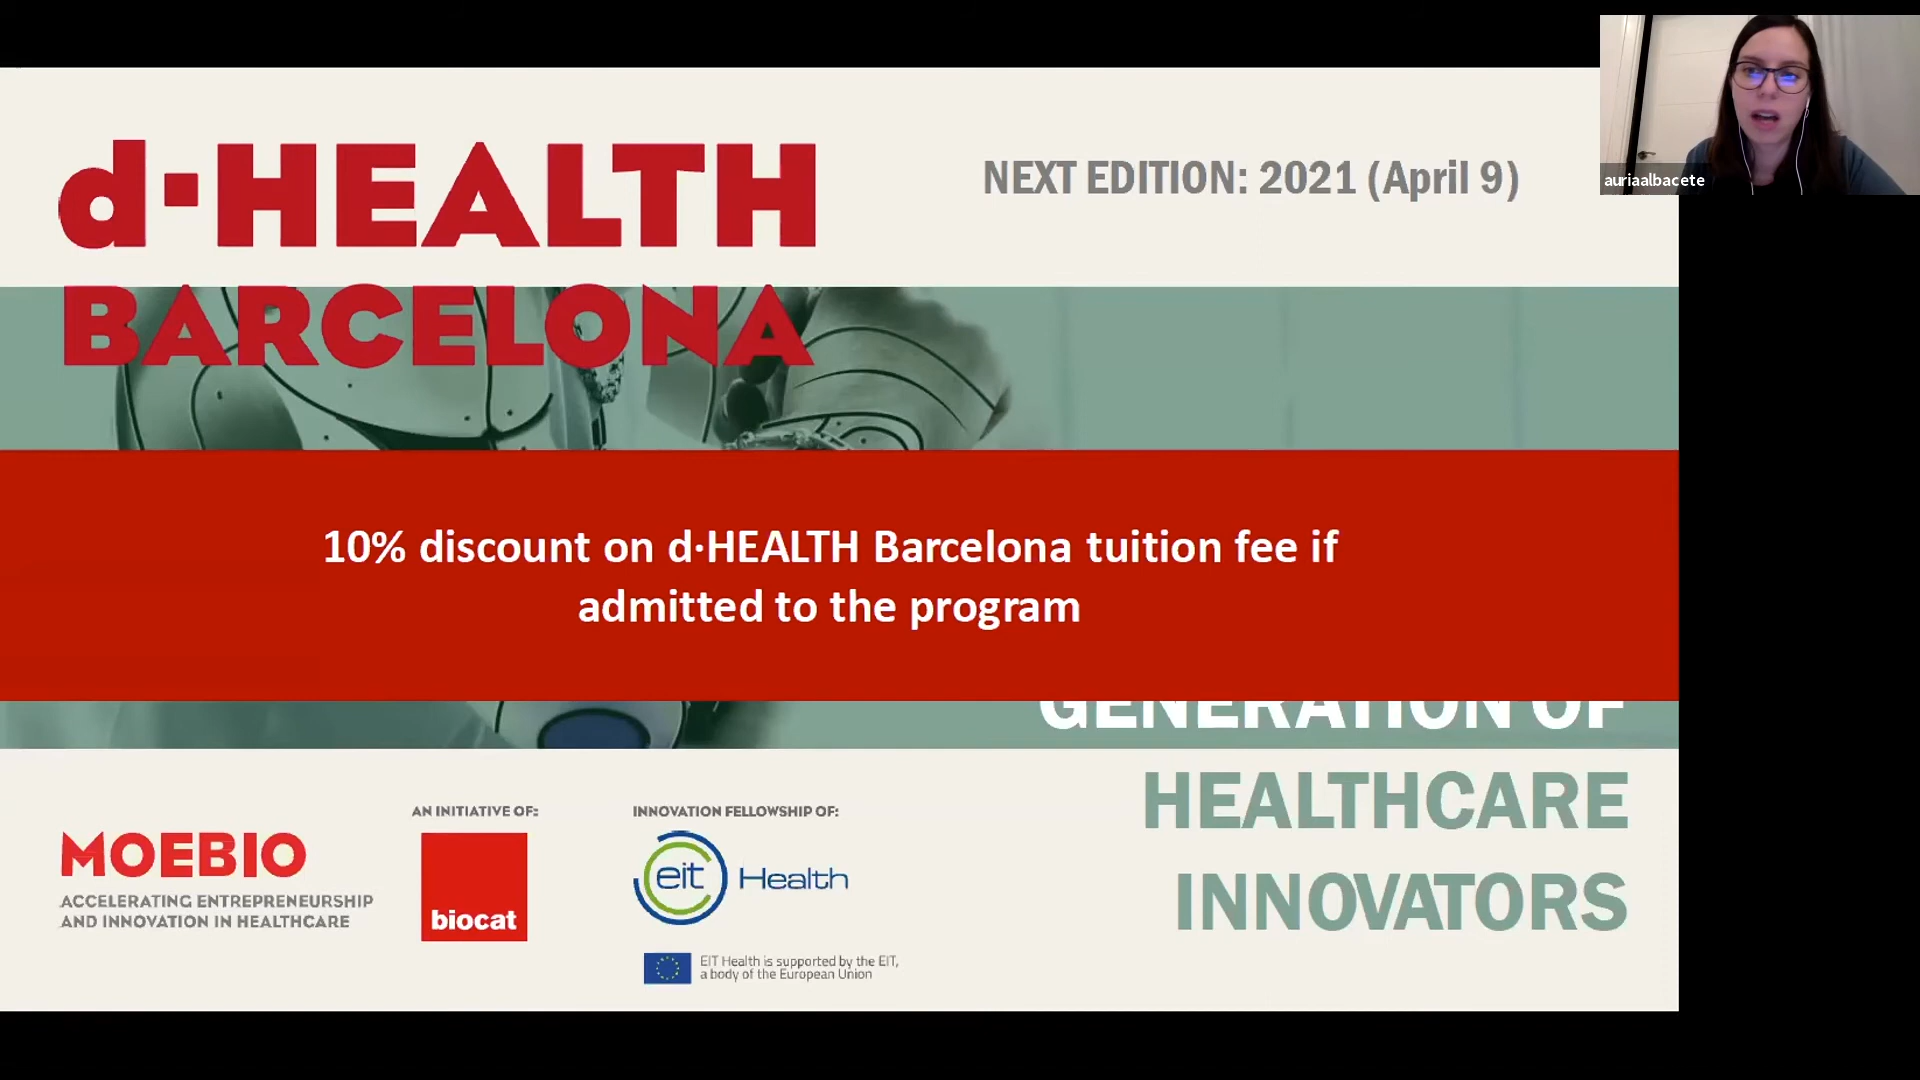 d·HEALTH
BARCELONA
NEXT EDITION: 2021 (April 9)
auriaalbacete
10% discount on d·HEALTH Barcelona tuition fee if
admitted to the program
GENERATION OF
HEALTHCARE
INNOVATORS
MOEBIO
ACCELERATING ENTREPRENEURSHIP
AND INNOVATION IN HEALTHCARE
AN INITIATIVE OF:
biocat
INNOVATION FELLOWSHIP OF:
eit Health
EIT Health is supported by the EIT,
a body of the European Union